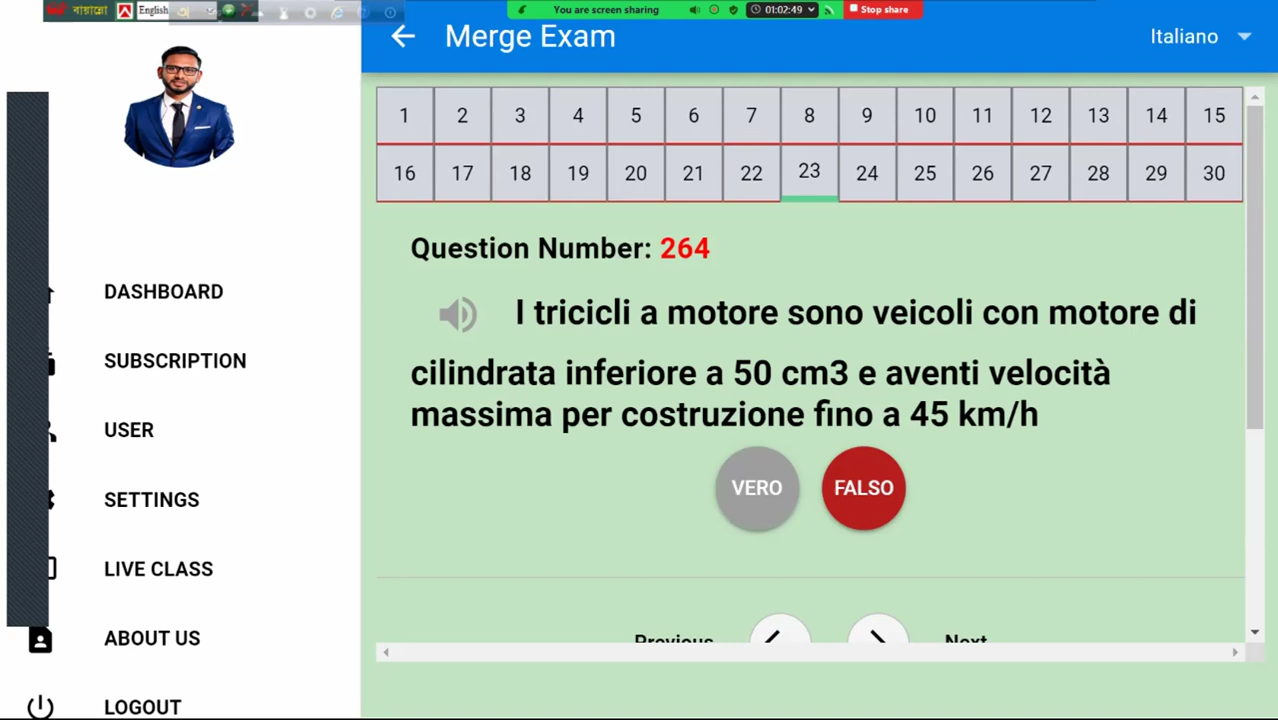 বায়ান্নো English
You are screen sharing 01:02:49 Stop share
Merge Exam
Italiano
1 2 3 4 5 6 7 8 9 10 11 12 13 14 15
16 17 18 19 20 21 22 23 24 25 26 27 28 29 30
Question Number: 264
I tricicli a motore sono veicoli con motore di
cilindrata inferiore a 50 cm3 e aventi velocità
massima per costruzione fino a 45 km/h
VERO FALSO
Previous Next
DASHBOARD
SUBSCRIPTION
USER
SETTINGS
LIVE CLASS
ABOUT US
LOGOUT